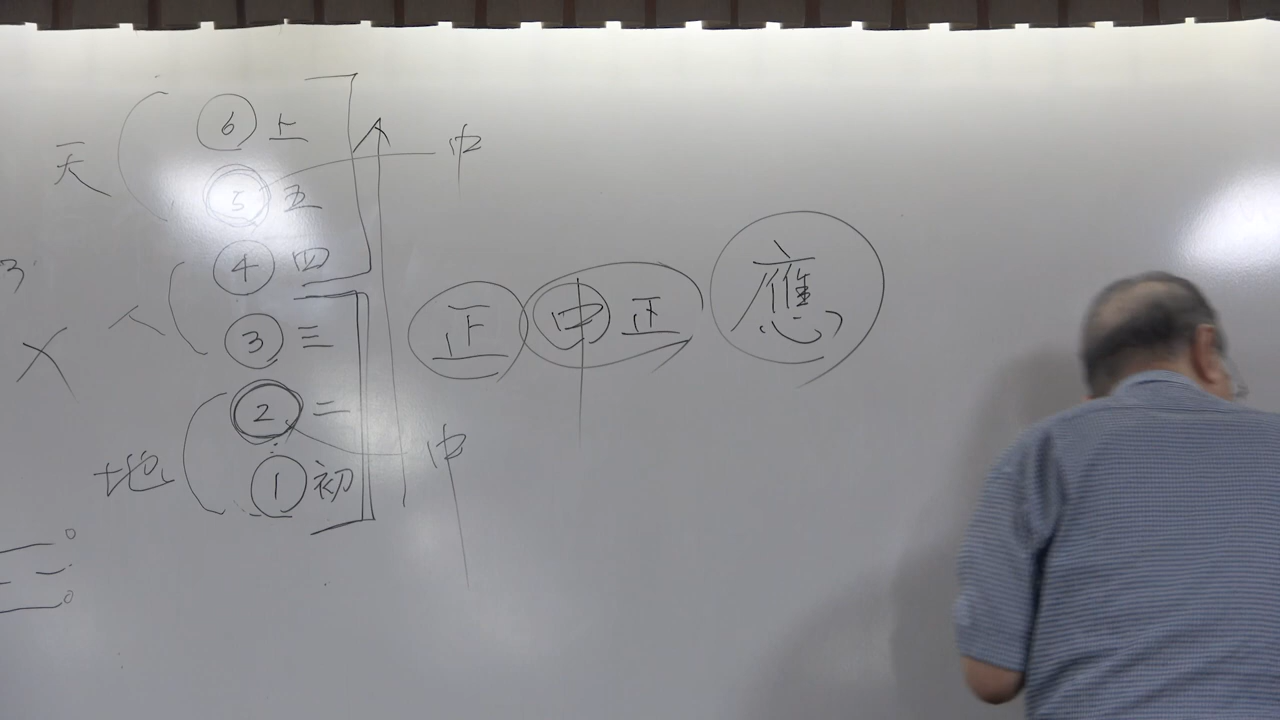 天
⑥ 上
⑤ 五
中
④ 四
人
③ 三
② 二
中
地
① 初
正 中正 應
3